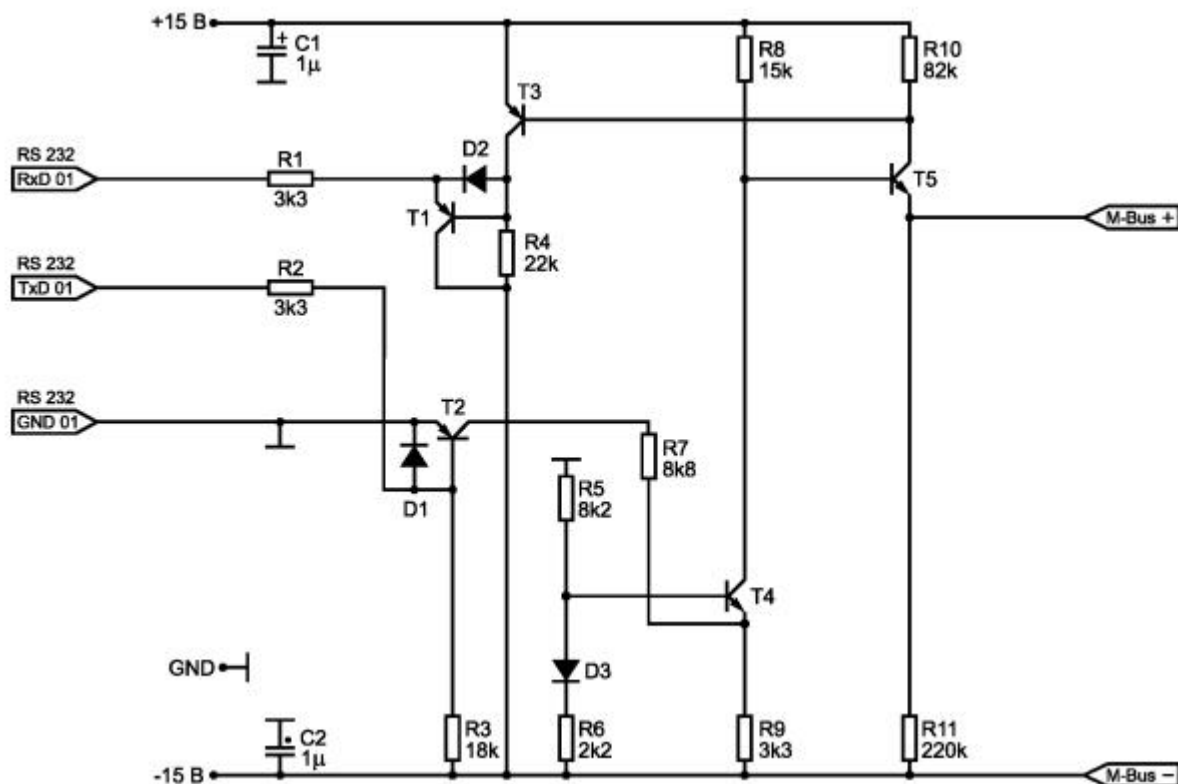 +15 В
C1
1µ
+
R8
15k
R10
82k
T3
RS 232
RxD 01
R1
3k3
D2
T1
T5
M-Bus +
R4
22k
RS 232
TxD 01
R2
3k3
RS 232
GND 01
T2
R7
8k8
D1
R5
8k2
T4
GND
D3
C2
1µ
R3
18k
R6
2k2
R9
3k3
R11
220k
-15 В
M-Bus −